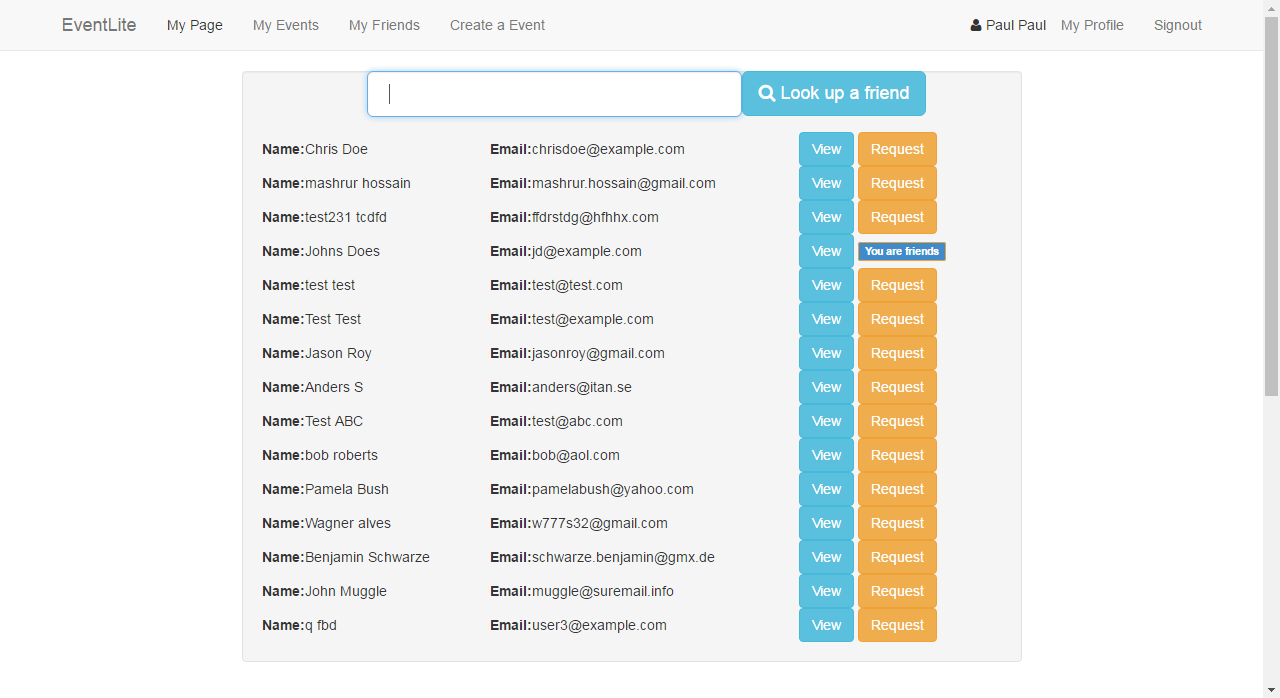 EventLite My Page My Events My Friends Create a Event Paul Paul My Profile Signout
Look up a friend
Name:Chris Doe Email:chrisdoe@example.com View Request
Name:mashrur hossain Email:mashrur.hossain@gmail.com View Request
Name:test231 tcdfd Email:ffdrstdg@hfhhx.com View Request
Name:Johns Does Email:jd@example.com View You are friends
Name:test test Email:test@test.com View Request
Name:Test Test Email:test@example.com View Request
Name:Jason Roy Email:jasonroy@gmail.com View Request
Name:Anders S Email:anders@itan.se View Request
Name:Test ABC Email:test@abc.com View Request
Name:bob roberts Email:bob@aol.com View Request
Name:Pamela Bush Email:pamelabush@yahoo.com View Request
Name:Wagner alves Email:w777s32@gmail.com View Request
Name:Benjamin Schwarze Email:schwarze.benjamin@gmx.de View Request
Name:John Muggle Email:muggle@suremail.info View Request
Name:q fbd Email:user3@example.com View Request